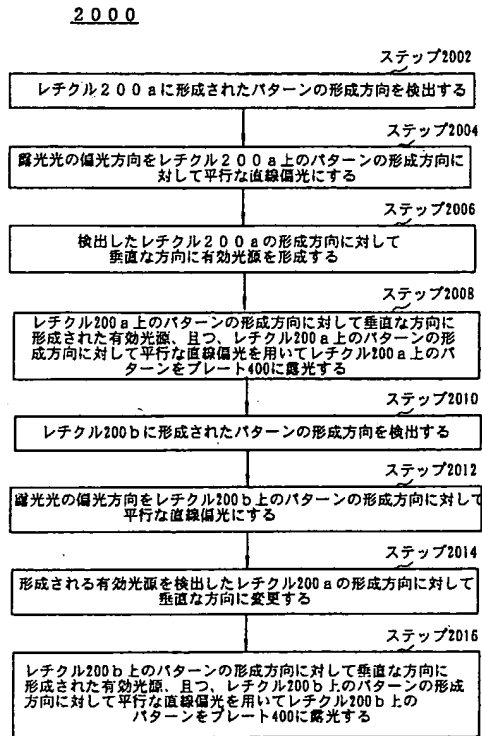 ２０００
ステップ2002
レチクル２００ａに形成されたパターンの形成方向を検出する
ステップ2004
露光光の偏光方向をレチクル２００ａ上のパターンの形成方向に
対して平行な直線偏光にする
ステップ2006
検出したレチクル２００ａの形成方向に対して
垂直な方向に有効光源を形成する
ステップ2008
レチクル200ａ上のパターンの形成方向に対して垂直な方向に
形成された有効光源、且つ、レチクル200ａ上のパターンの形
成方向に対して平行な直線偏光を用いてレチクル200ａ上のパ
ターンをプレート400に露光する
ステップ2010
レチクル200ｂに形成されたパターンの形成方向を検出する
ステップ2012
露光光の偏光方向をレチクル200ｂ上のパターンの形成方向に対して
平行な直線偏光にする
ステップ2014
形成される有効光源を検出したレチクル200ａの形成方向に対して
垂直な方向に変更する
ステップ2016
レチクル200ｂ上のパターンの形成方向に対して垂直な方向に
形成された有効光源、且つ、レチクル200ｂ上のパターンの形成
方向に対して平行な直線偏光を用いてレチクル200ｂ上の
パターンをプレート400に露光する